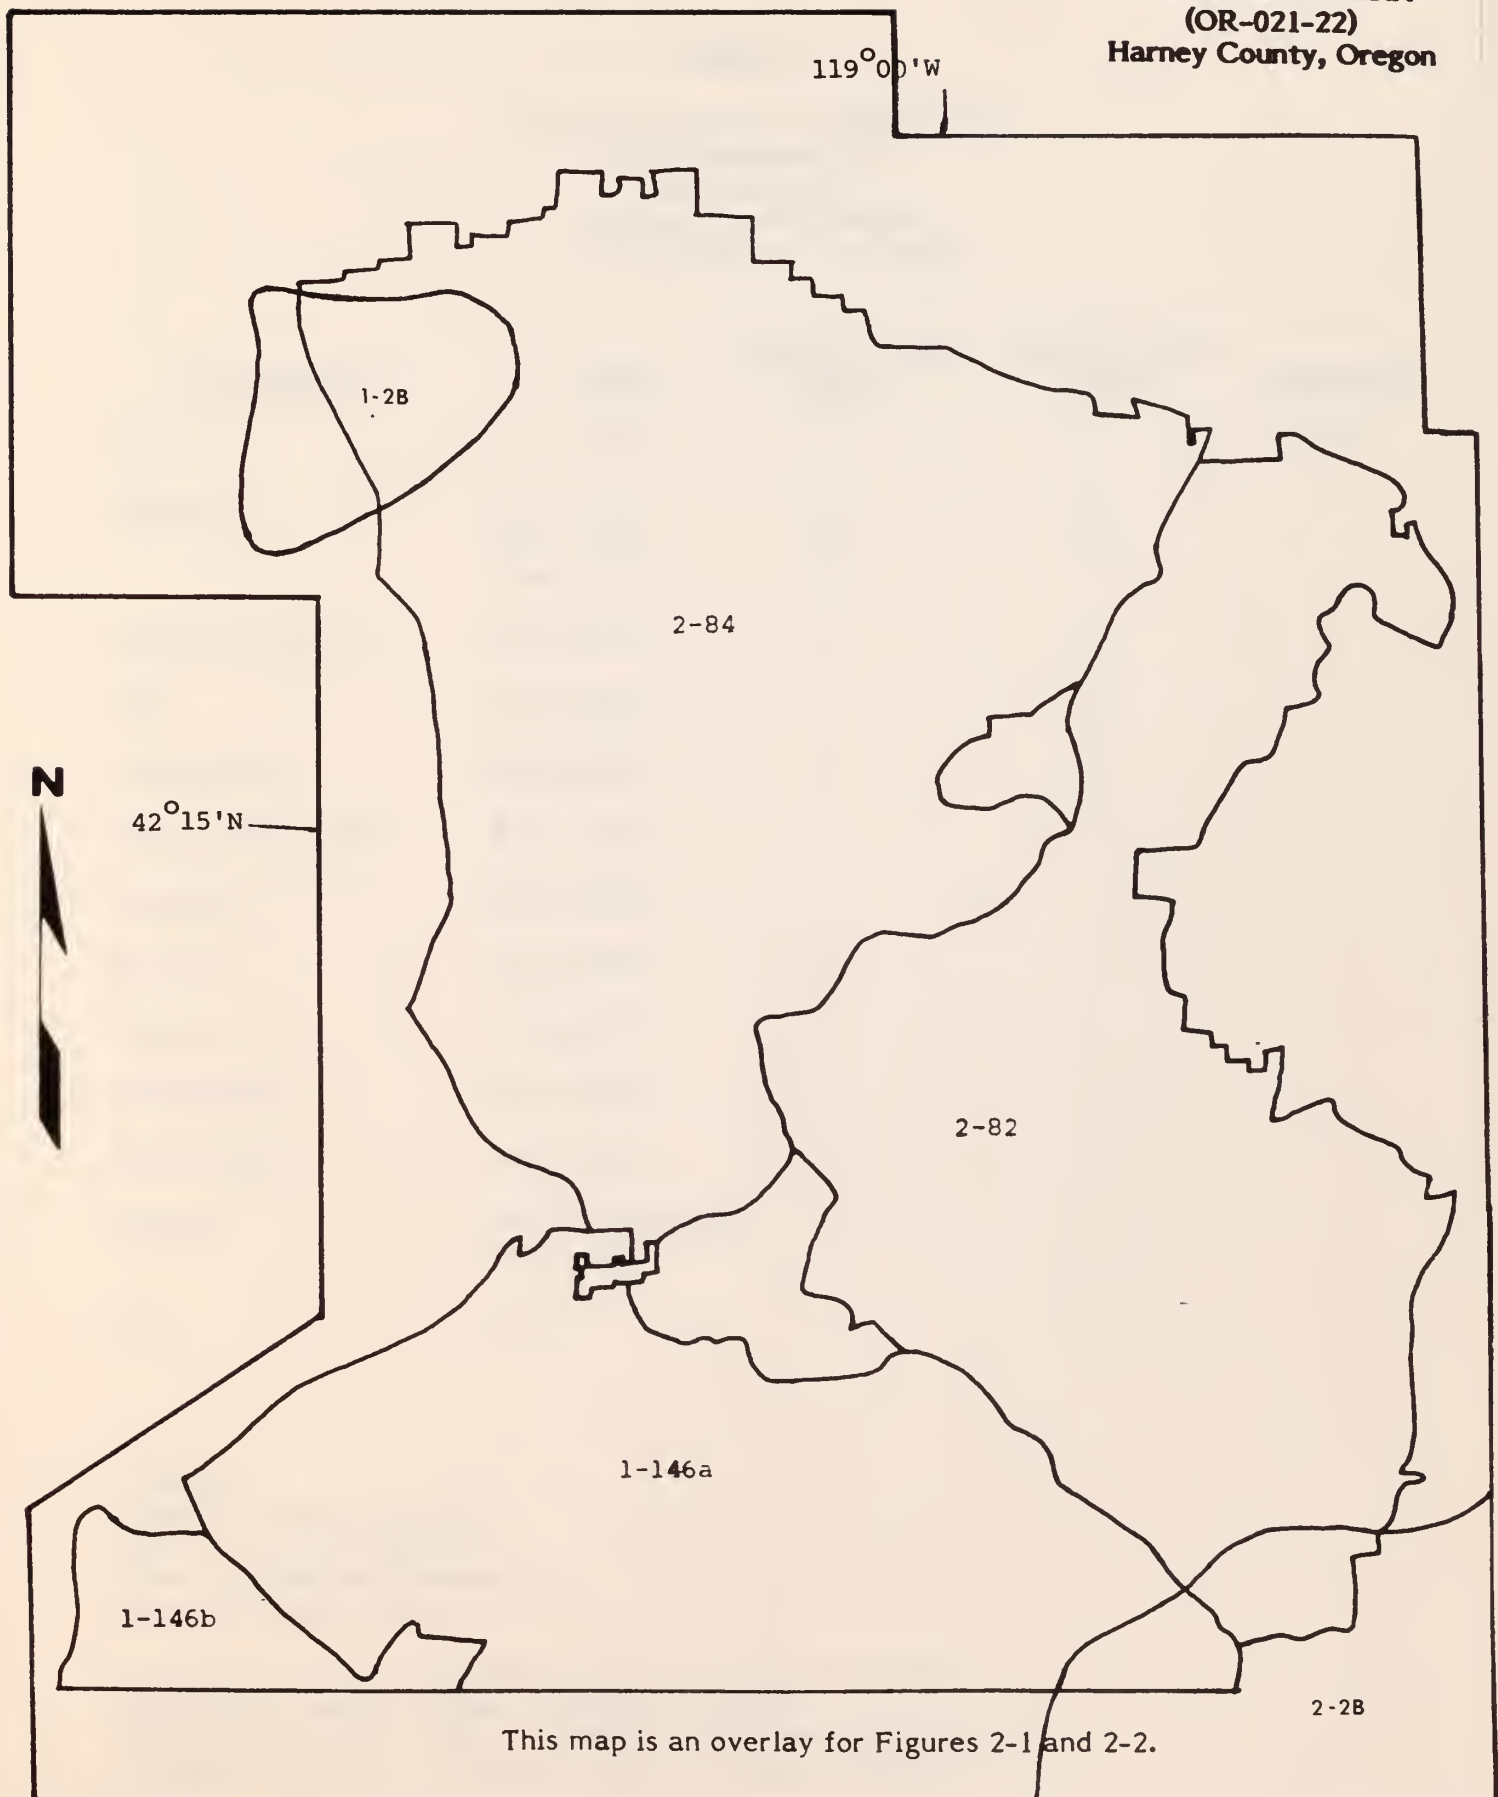 (OR-021-22)
Harney County, Oregon
119°00'W
1-2B
2-84
N
42°15'N
2-82
1-146a
1-146b
2-2B
This map is an overlay for Figures 2-1 and 2-2.